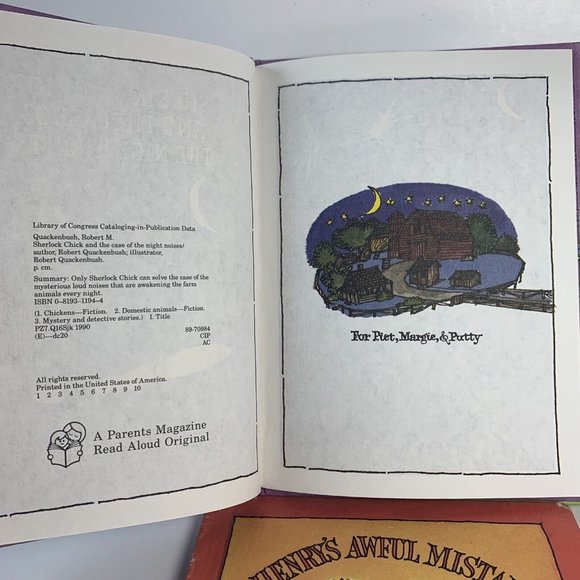 Library of Congress Cataloging-in-Publication Data
Quackenbush, Robert M.
Sherlock Chick and the case of the night noises/
author, Robert Quackenbush; illustrator,
Robert Quackenbush.
p. cm.
Summary: Only Sherlock Chick can solve the case of the
mysterious loud noises that are awakening the farm
animals every night.
ISBN 0-8193-1194-4
(1. Chickens—Fiction. 2. Domestic animals—Fiction.
3. Mystery and detective stories.) I. Title
PZ7.Q16Sjk 1990 89-70984
(E)—dc20 CIP
AC
All rights reserved.
Printed in the United States of America.
1 2 3 4 5 6 7 8 9 10
A Parents Magazine
Read Aloud Original
For Piet, Margie, & Putty
HENRY'S AWFUL